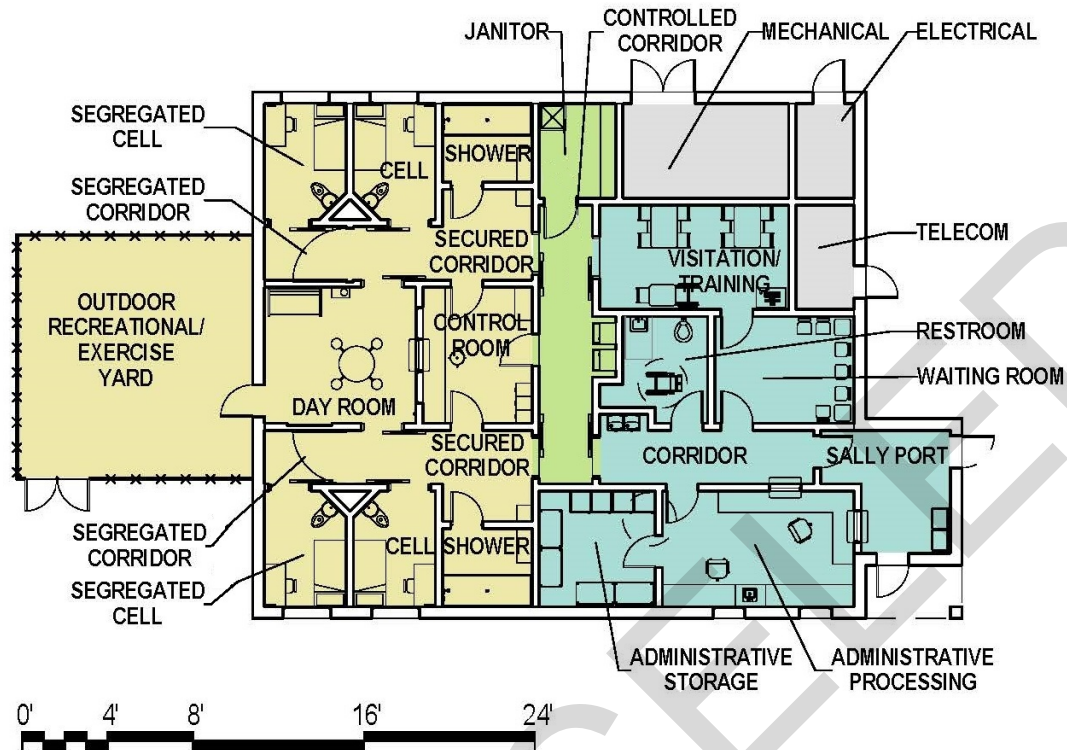 JANITOR
CONTROLLED
CORRIDOR
MECHANICAL
ELECTRICAL
SEGREGATED
CELL
SEGREGATED
CORRIDOR
CELL
SHOWER
SECURED
CORRIDOR
VISITATION/
TRAINING
TELECOM
OUTDOOR
RECREATIONAL/
EXERCISE
YARD
CONTROL
ROOM
DAY ROOM
RESTROOM
WAITING ROOM
SECURED
CORRIDOR
CORRIDOR
SALLY PORT
SEGREGATED
CORRIDOR
SEGREGATED
CELL
CELL
SHOWER
ADMINISTRATIVE
STORAGE
ADMINISTRATIVE
PROCESSING
0' 4' 8' 16' 24'